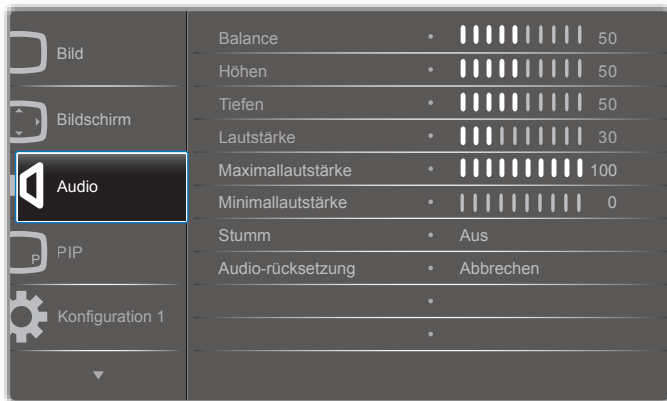 Bild
Bildschirm
Audio
P
PIP
Konfiguration 1
Balance • 50
Höhen • 50
Tiefen • 50
Lautstärke • 30
Maximallautstärke • 100
Minimallautstärke • 0
Stumm • Aus
Audio-rücksetzung • Abbrechen